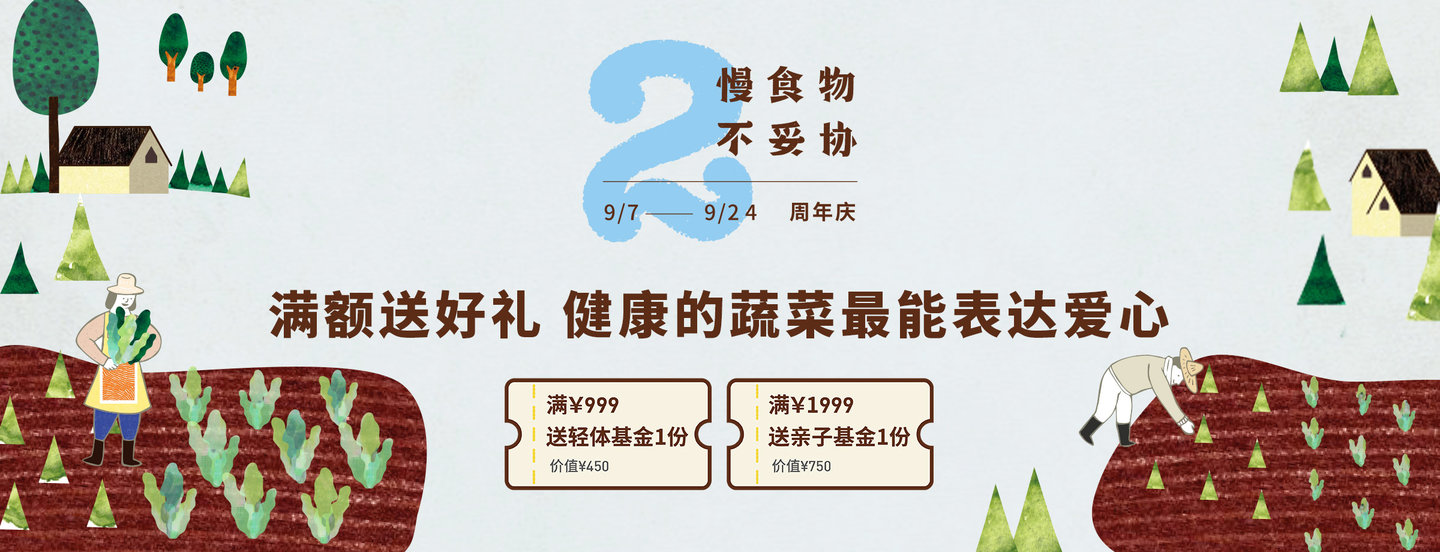 2
慢食物
不妥协
9/7——9/24 周年庆
满额送好礼 健康的蔬菜最能表达爱心
满¥999
送轻体基金1份
价值¥450
满¥1999
送亲子基金1份
价值¥750